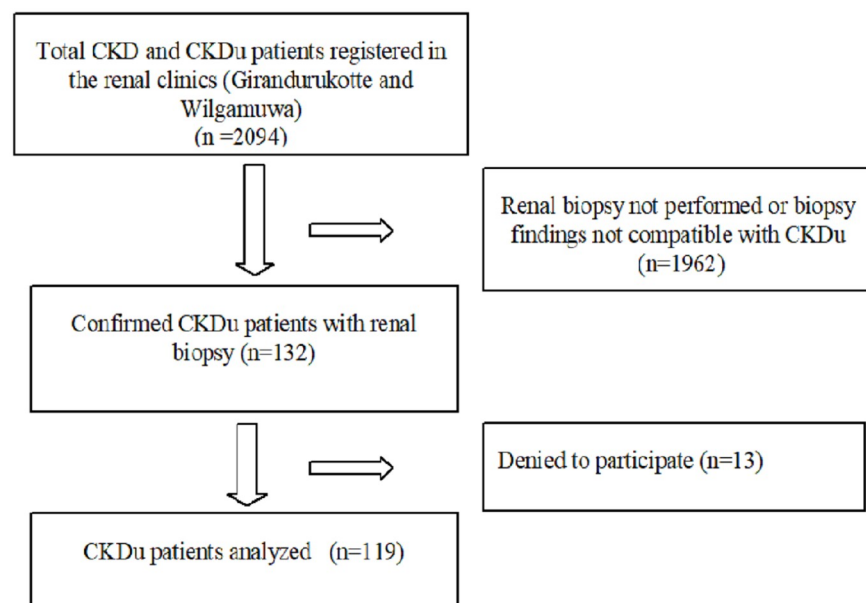 Total CKD and CKDu patients registered in
the renal clinics (Girandurukotte and
Wilgamuwa)
(n =2094)
Renal biopsy not performed or biopsy
findings not compatible with CKDu
(n=1962)
Confirmed CKDu patients with renal
biopsy (n=132)
Denied to participate (n=13)
CKDu patients analyzed (n=119)